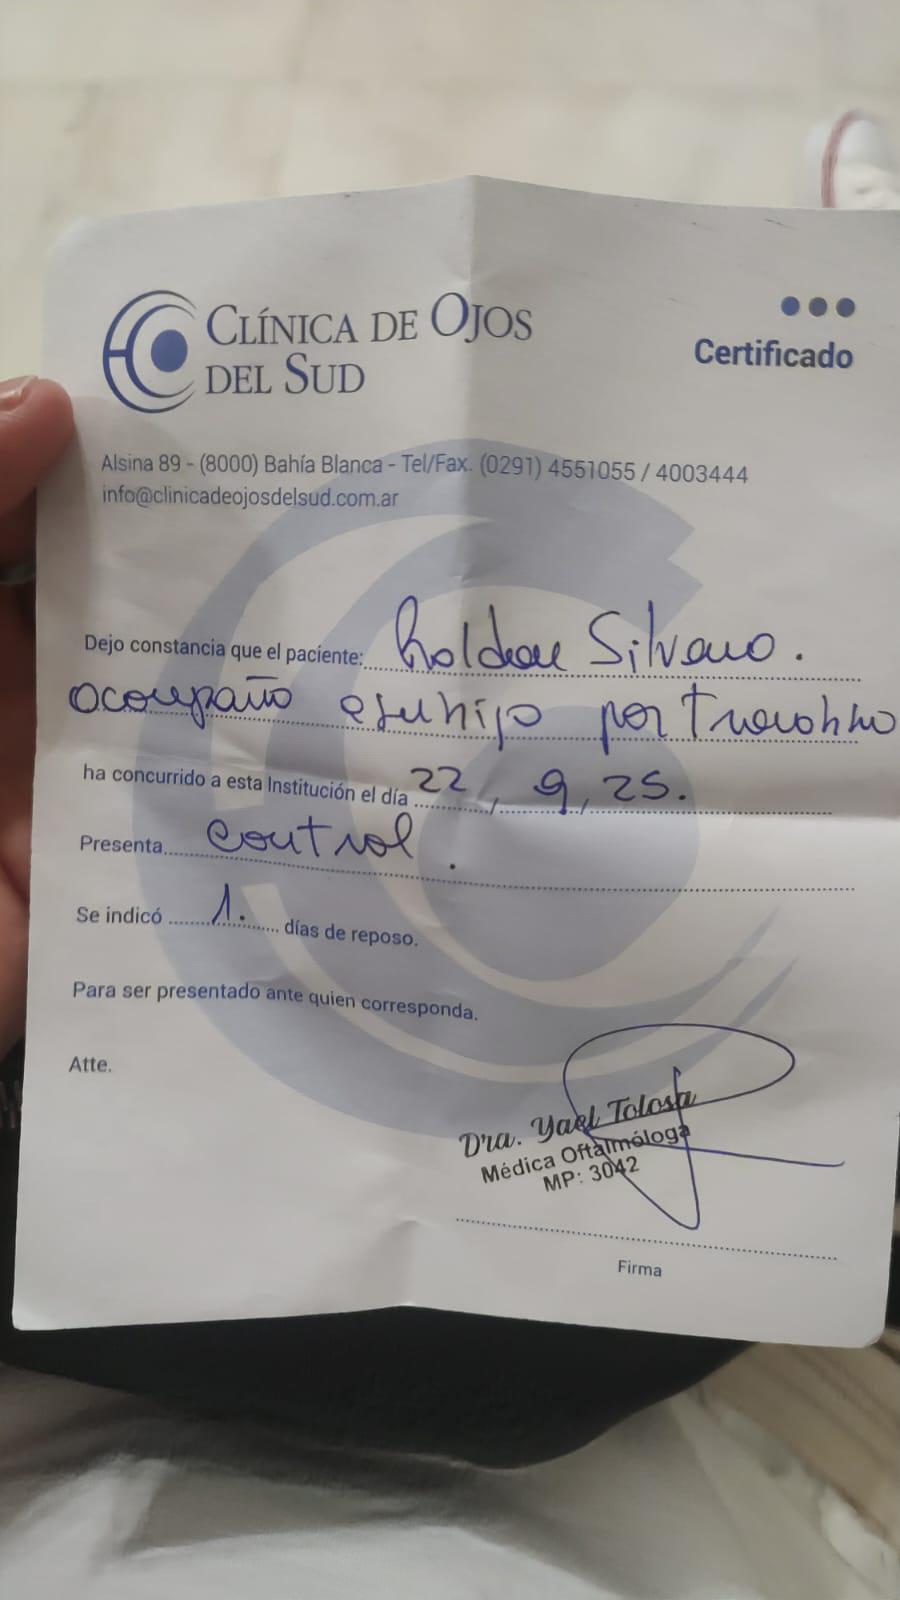 CLÍNICA DE OJOS
DEL SUD
Certificado
Alsina 89 - (8000) Bahía Blanca - Tel/Fax. (0291) 4551055 / 4003444
info@clinicadeojosdelsud.com.ar
Dejo constancia que el paciente: Roldan Silvano.
acompaño a su hijo por
ha concurrido a esta Institución el día 22 / 9 / 25.
Presenta control.
Se indicó 1. días de reposo.
Para ser presentado ante quien corresponda.
Atte.
Dra. Yael Tolosa
Médica Oftalmóloga
MP: 3042
Firma